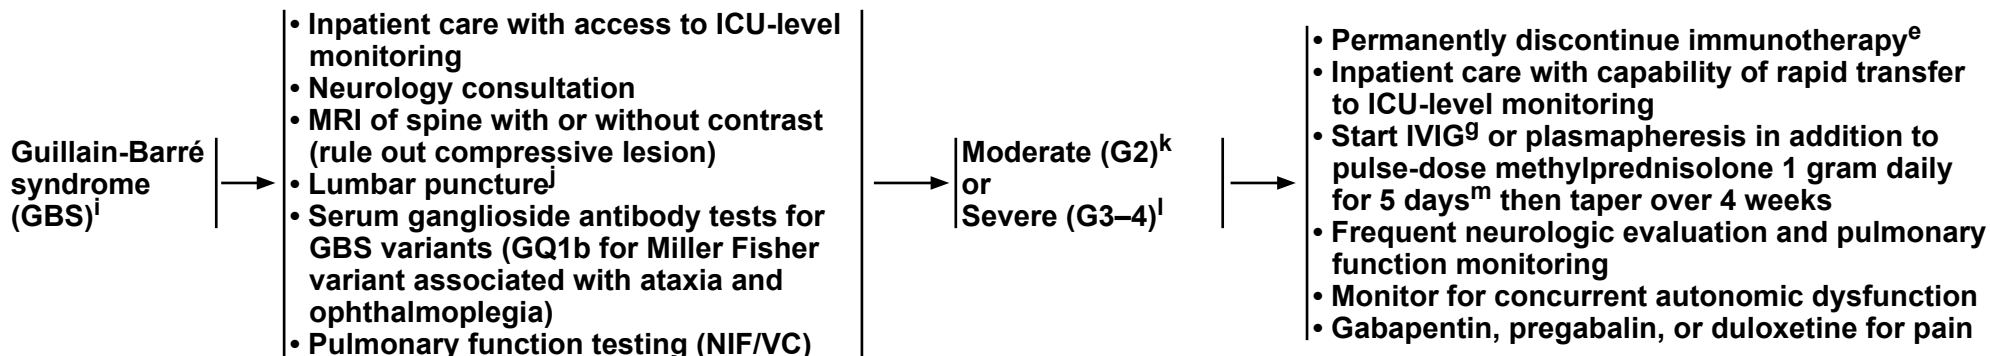 Guillain-Barré
syndrome
(GBS)i
• Inpatient care with access to ICU-level
monitoring
• Neurology consultation
• MRI of spine with or without contrast
(rule out compressive lesion)
• Lumbar puncturej
• Serum ganglioside antibody tests for
GBS variants (GQ1b for Miller Fisher
variant associated with ataxia and
ophthalmoplegia)
• Pulmonary function testing (NIF/VC)
Moderate (G2)k
or
Severe (G3–4)l
• Permanently discontinue immunotherapye
• Inpatient care with capability of rapid transfer
to ICU-level monitoring
• Start IVIGg or plasmapheresis in addition to
pulse-dose methylprednisolone 1 gram daily
for 5 daysm then taper over 4 weeks
• Frequent neurologic evaluation and pulmonary
function monitoring
• Monitor for concurrent autonomic dysfunction
• Gabapentin, pregabalin, or duloxetine for pain